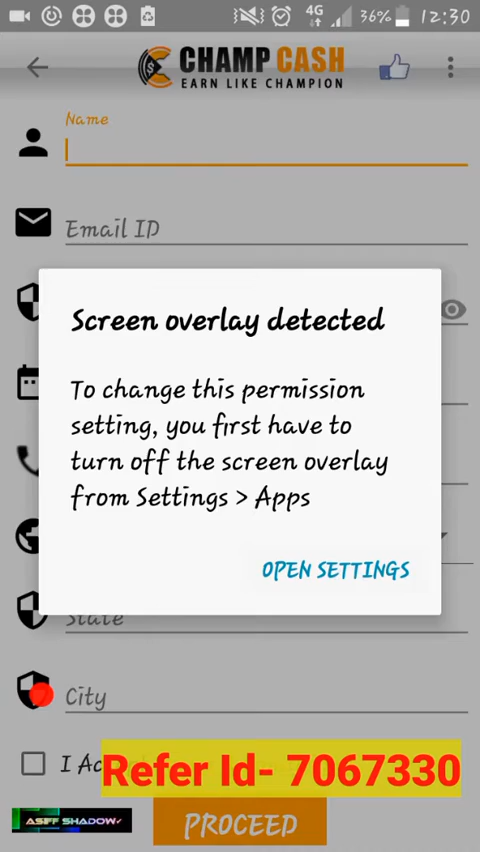 4G 36% 12:30
CHAMP CASH
EARN LIKE CHAMPION
Name
Email ID
Screen overlay detected
To change this permission
setting, you first have to
turn off the screen overlay
from Settings > Apps
OPEN SETTINGS
State
City
I
Refer Id- 7067330
ASIFF SHADOW
PROCEED